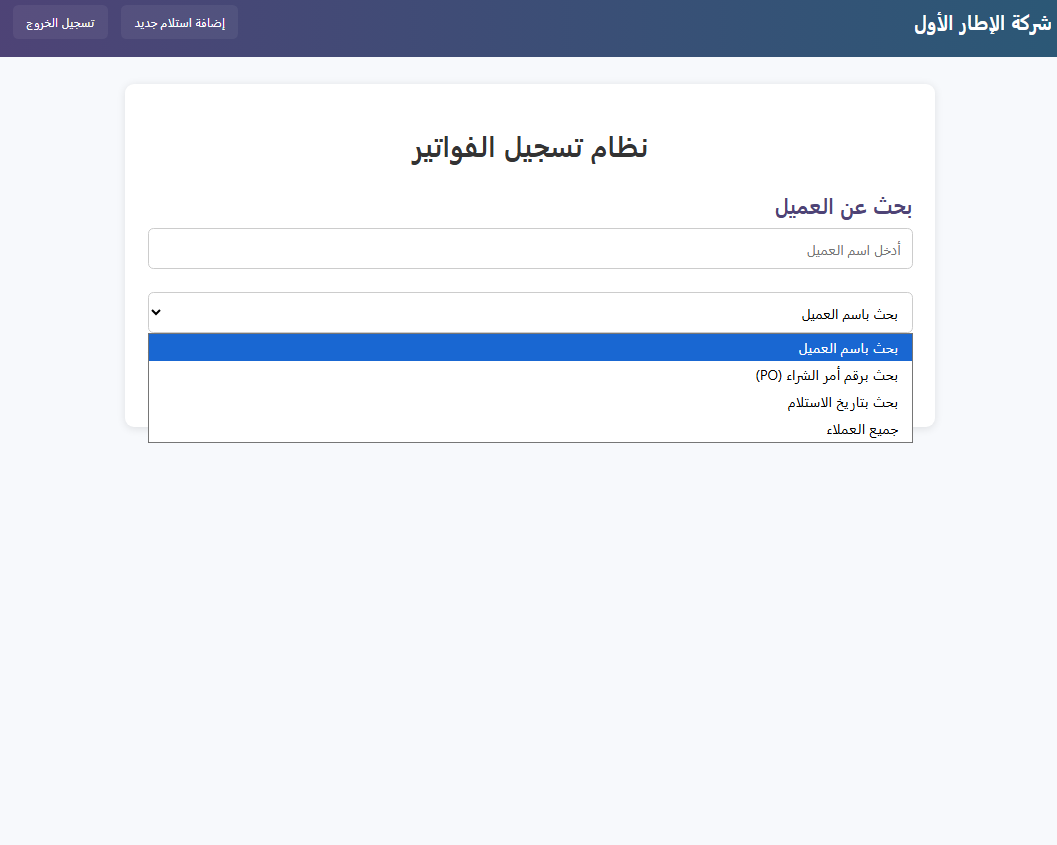 شركة الإطار الأول
إضافة استلام جديد
تسجيل الخروج
نظام تسجيل الفواتير
بحث عن العميل
أدخل اسم العميل
بحث باسم العميل
بحث باسم العميل
بحث برقم أمر الشراء (PO)
بحث بتاريخ الاستلام
جميع العملاء